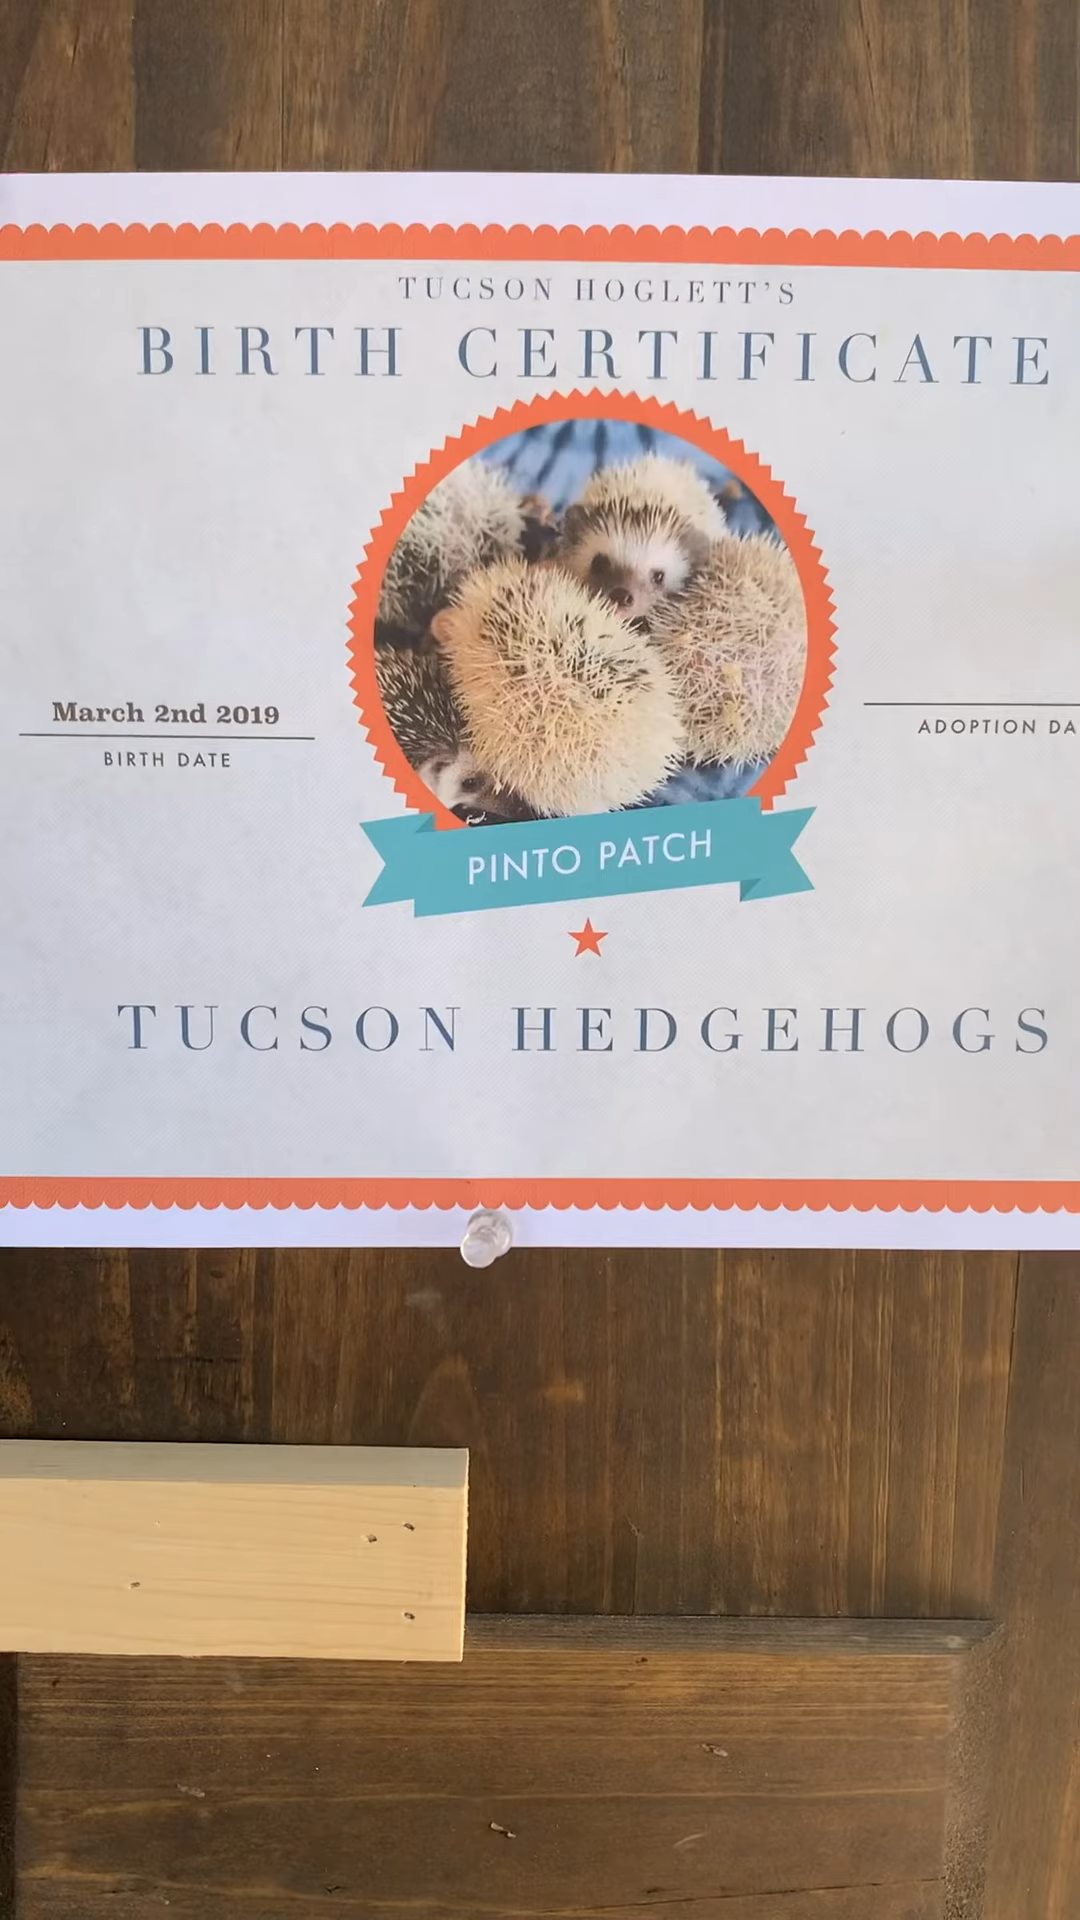 TUCSON HOGLETT'S
BIRTH CERTIFICATE
March 2nd 2019
BIRTH DATE
ADOPTION DA
PINTO PATCH
TUCSON HEDGEHOGS